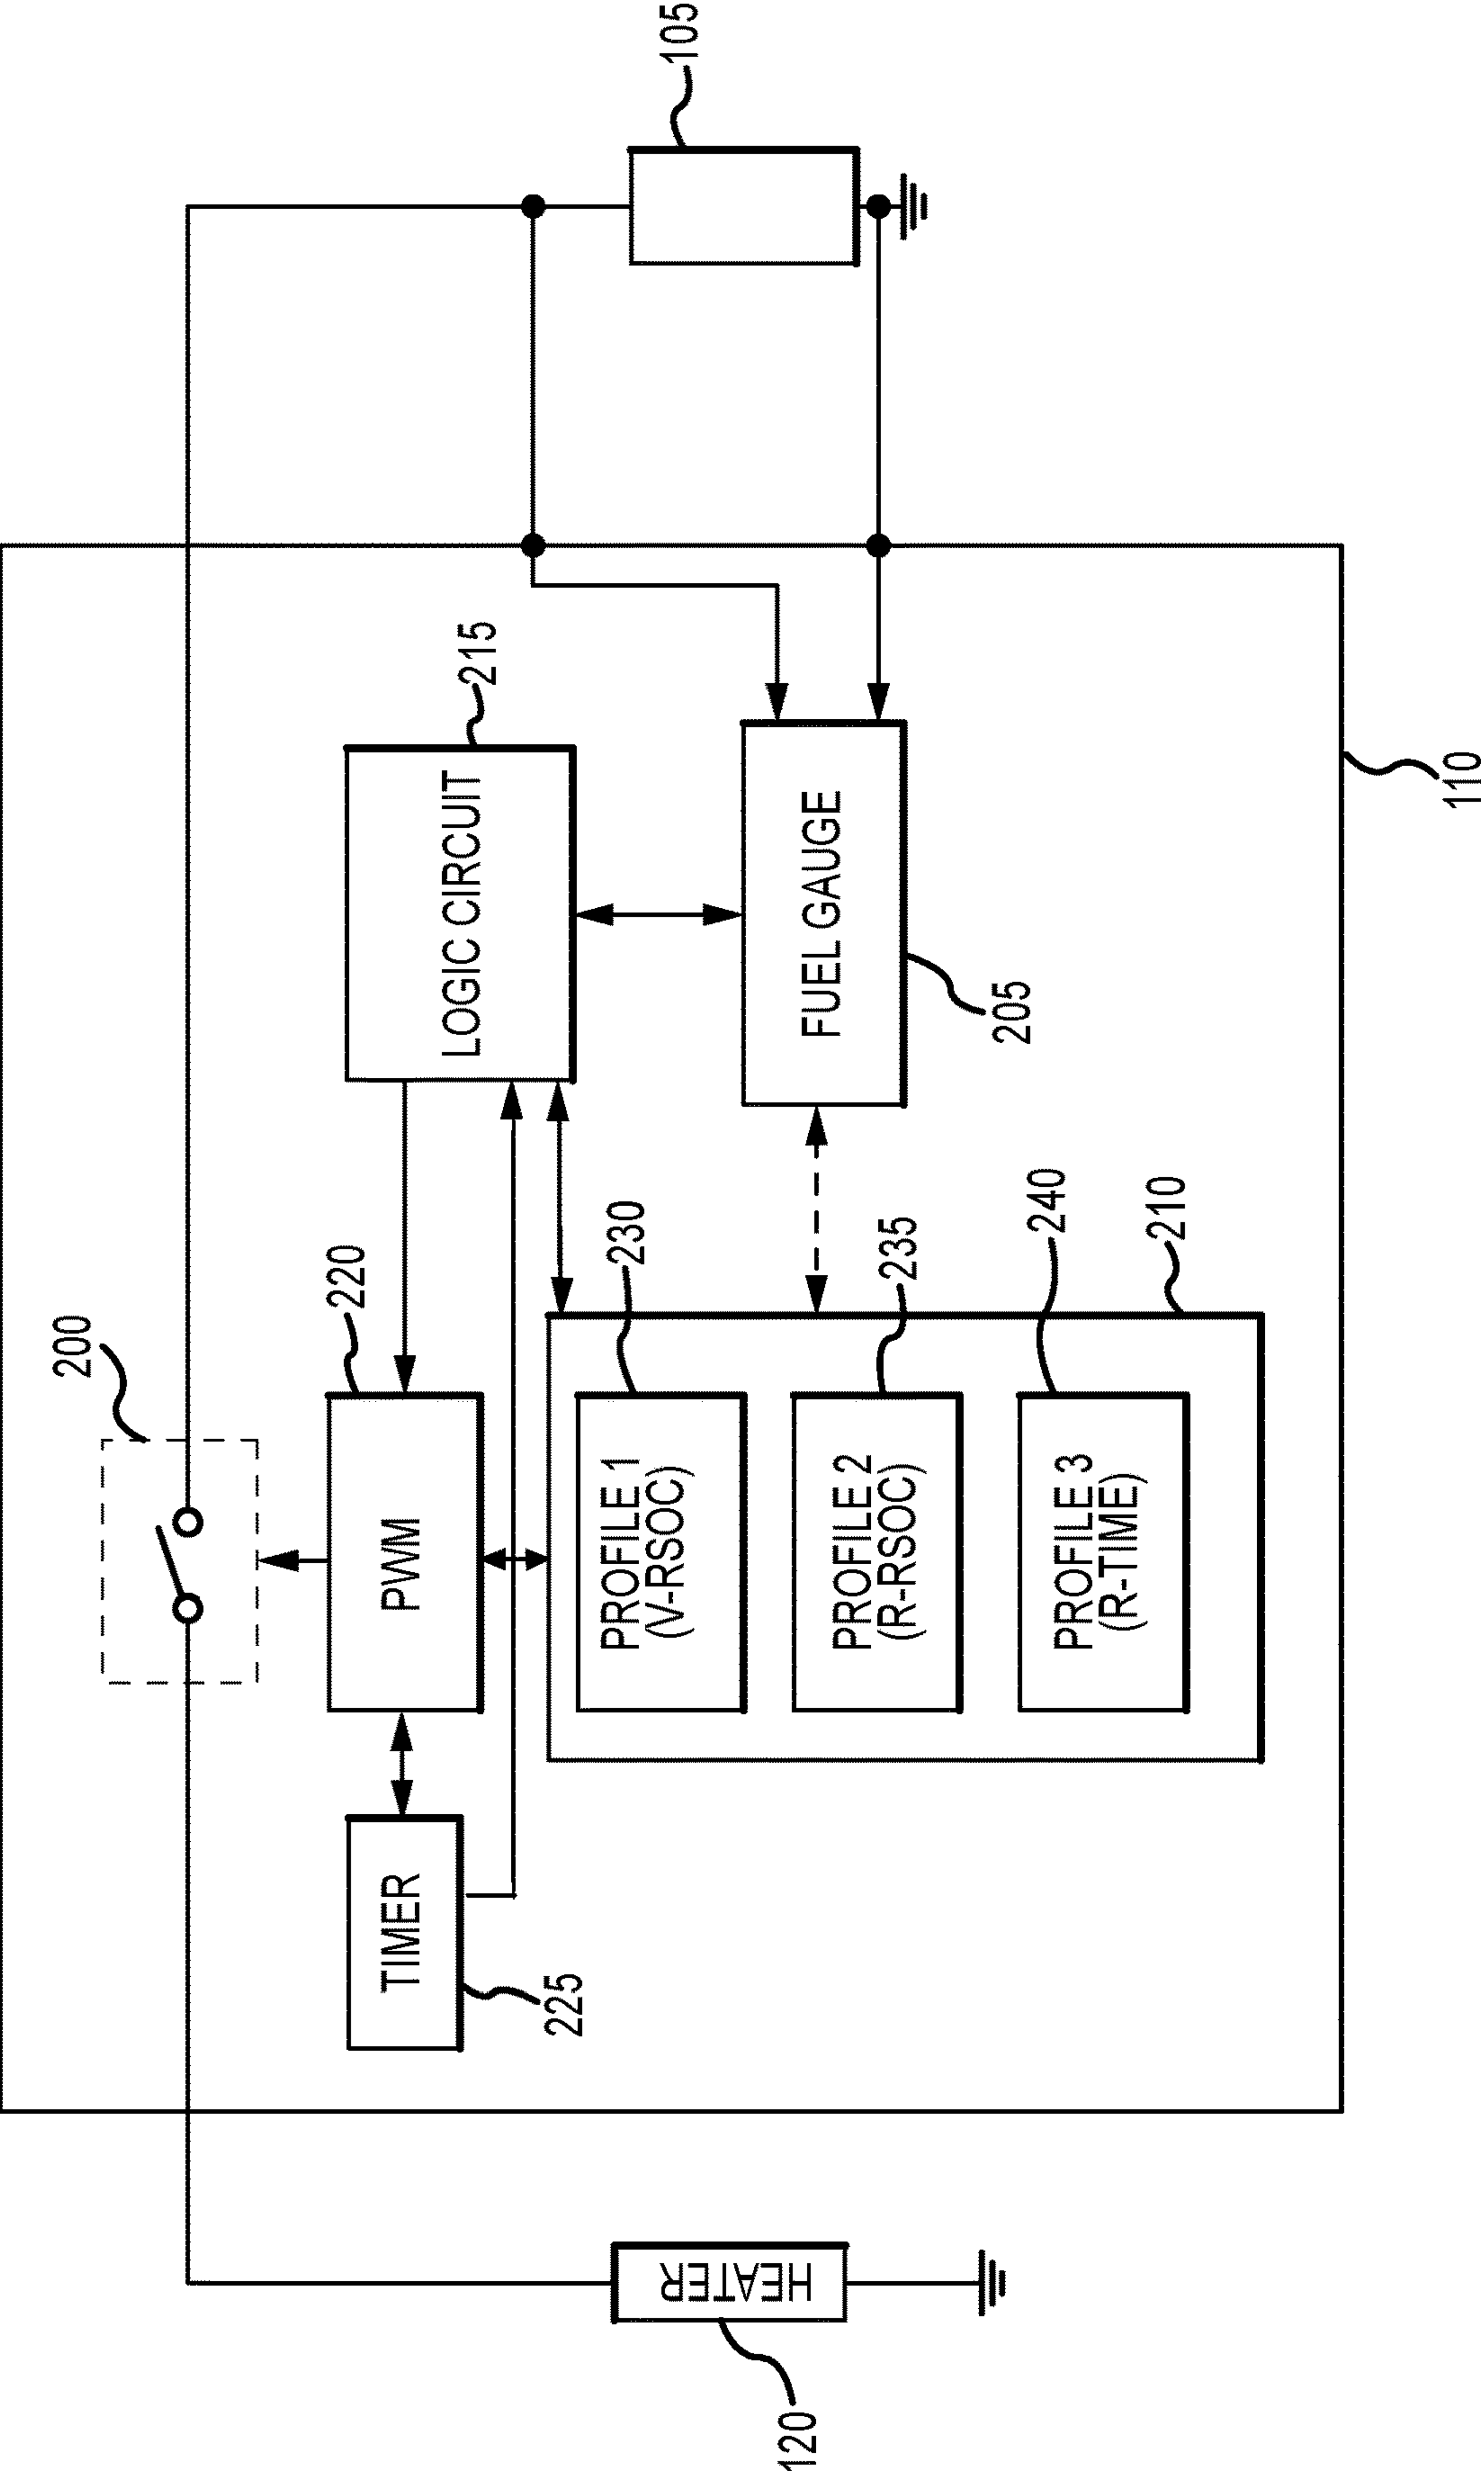 200
220
TIMER
PWM
LOGIC CIRCUIT
215
225
230
PROFILE 1
(V-RSOC)
105
HEATER
120
FUEL GAUGE
PROFILE 2
(R-RSOC)
235
205
240
PROFILE 3
(R-TIME)
210
110